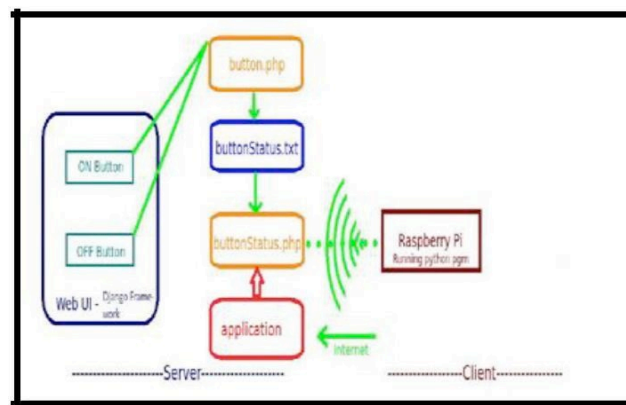 button.php
buttonStatus.txt
ON Button
OFF Button
buttonStatus.php
Raspberry Pi
Running python pgm
Web UI - Django Frame-
work
application
internet
--------------------Server------------------
-----------------Client---------------